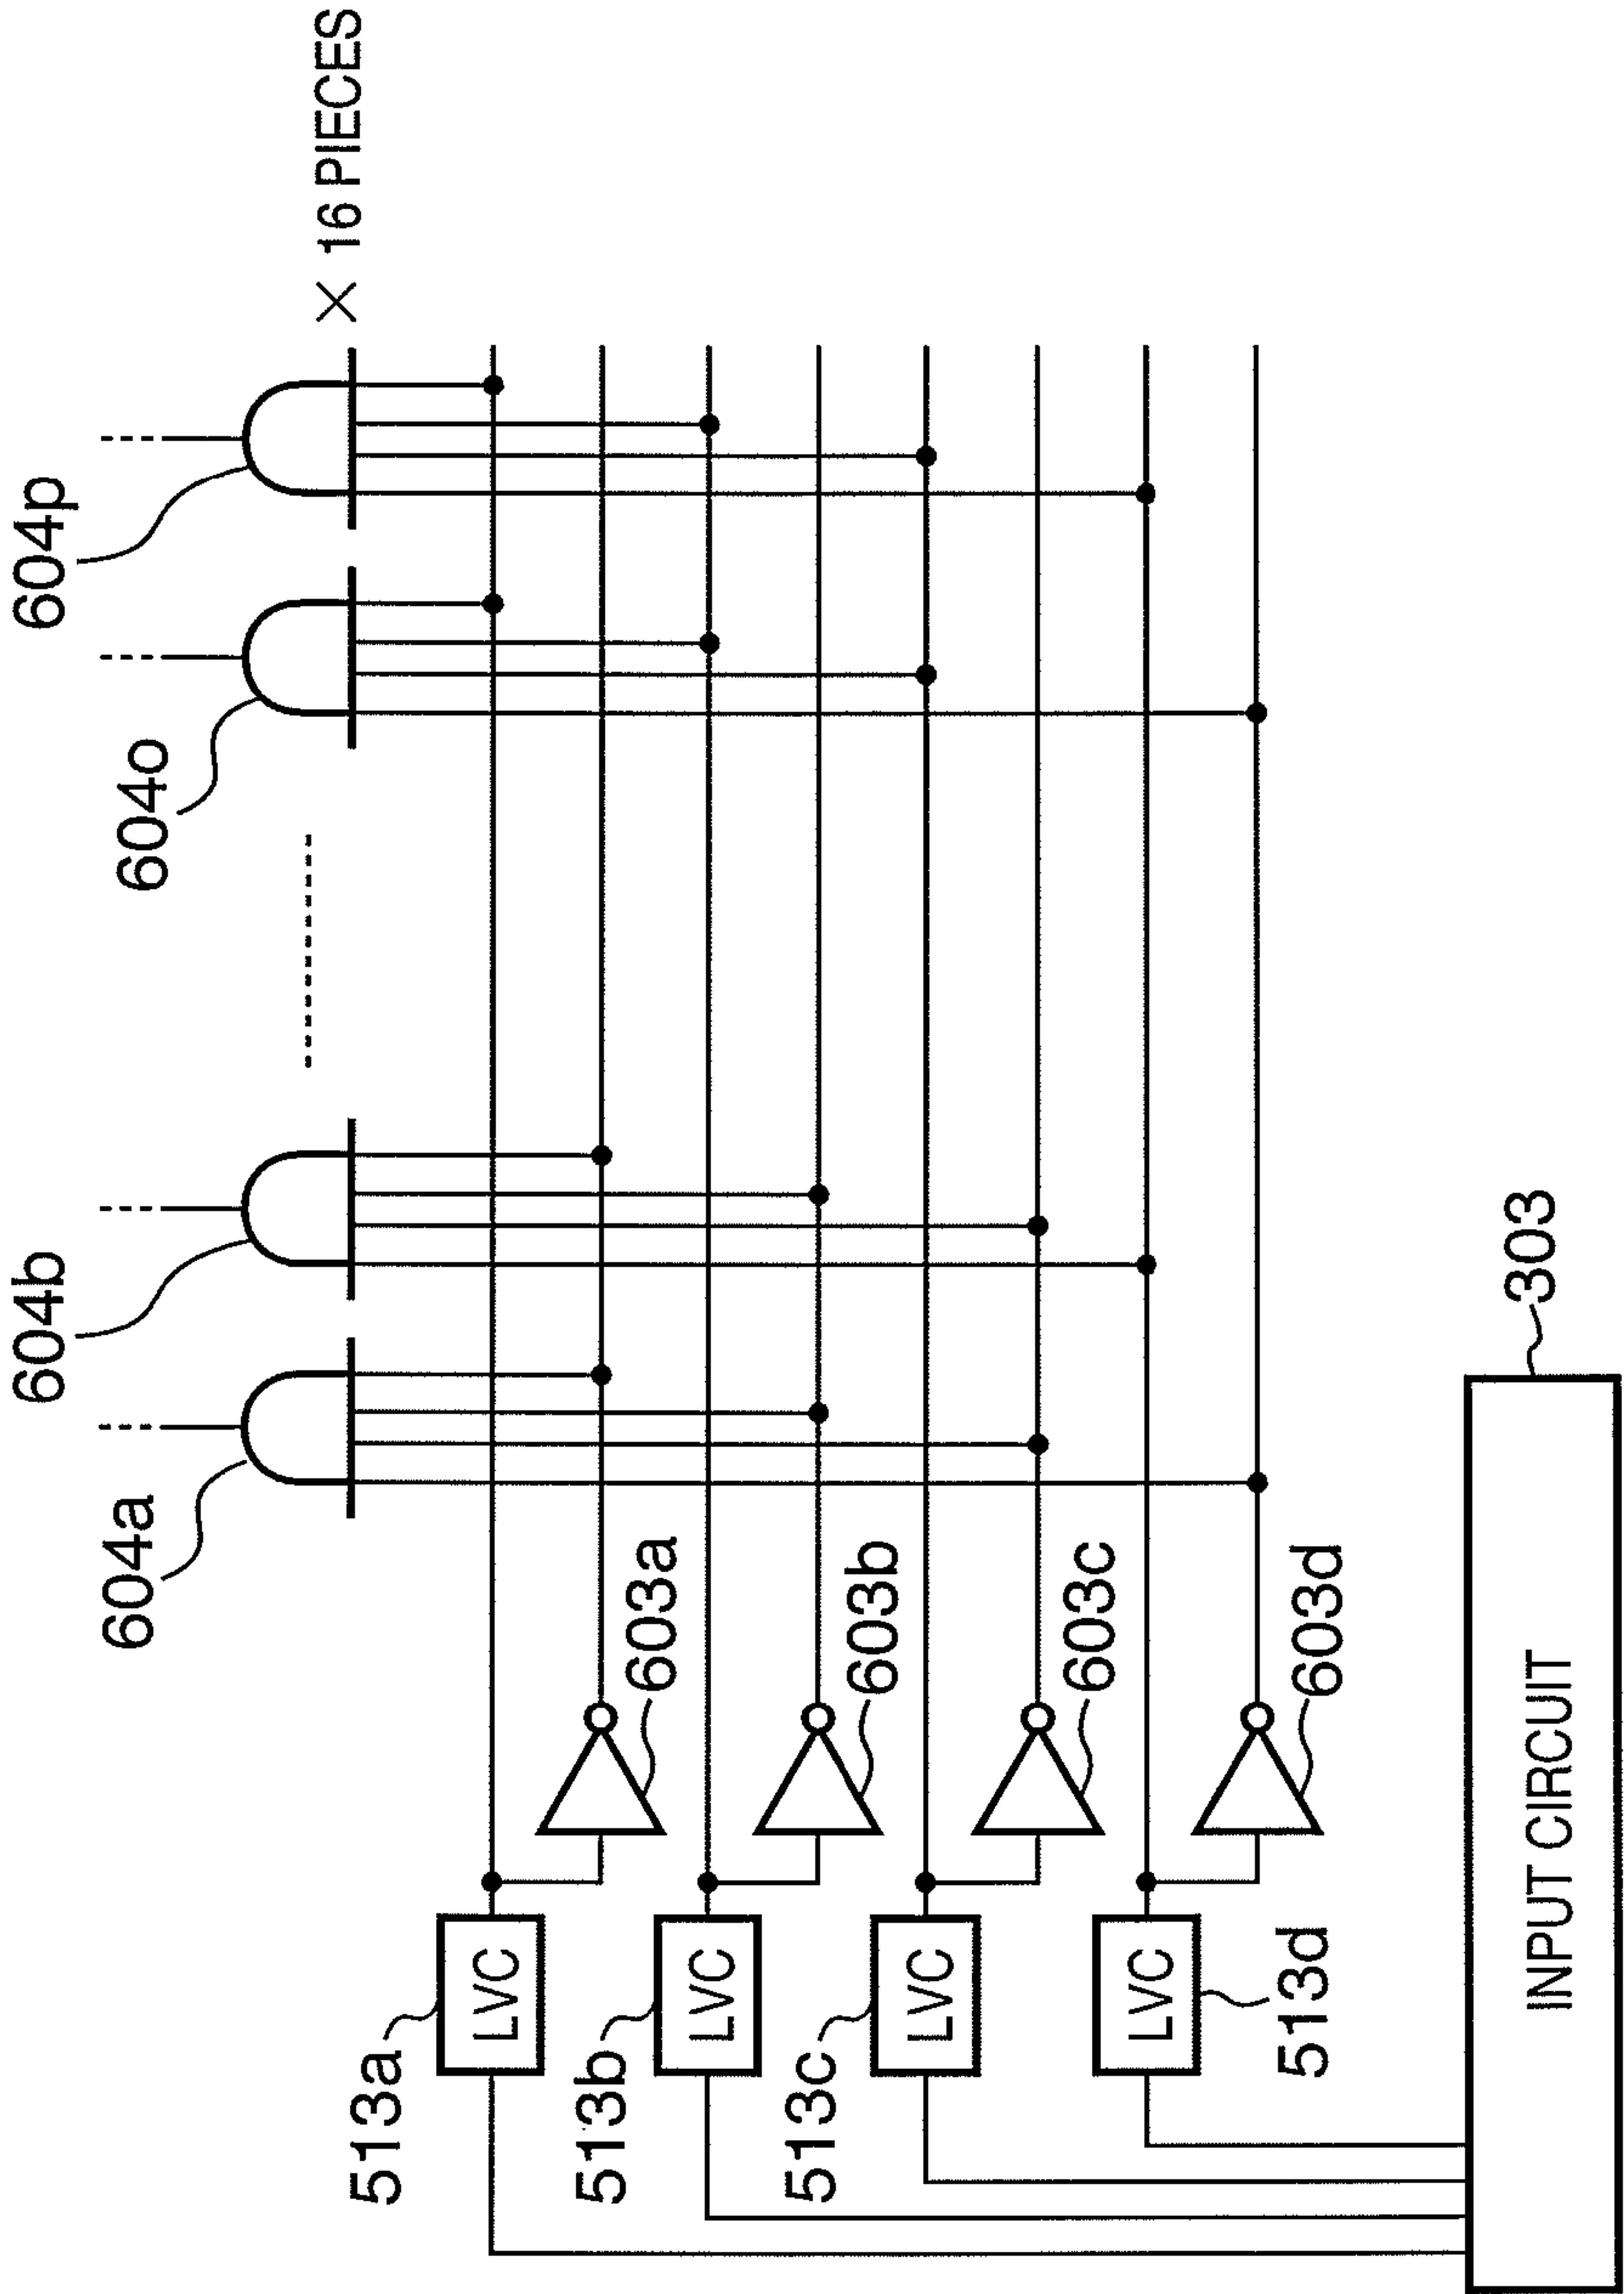 604p
× 16 PIECES
604o
604b
604a
603a
603b
603c
603d
513a
LVC
513b
LVC
513c
LVC
513d
LVC
303
INPUT CIRCUIT